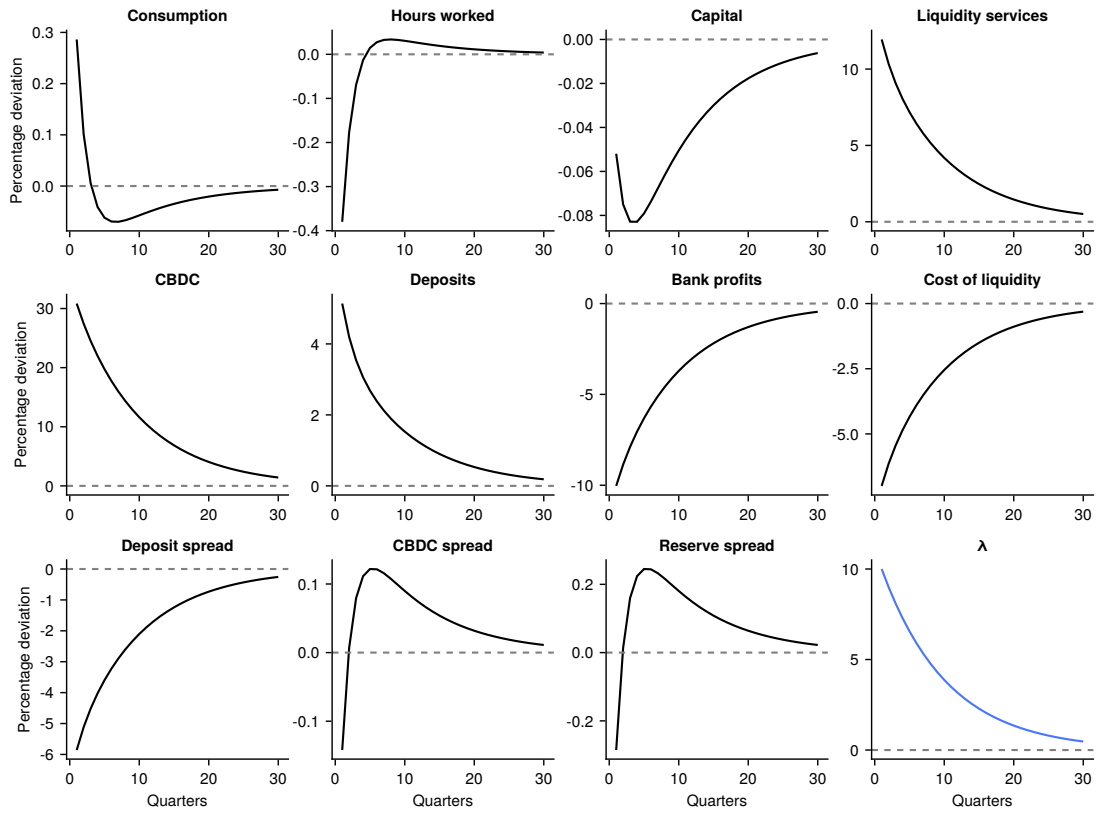 Consumption
Hours worked
Capital
Liquidity services
Percentage deviation
0.3
0.2
0.1
0.0
0 10 20 30
0.0
-0.1
-0.2
-0.3
-0.4
0 10 20 30
0.00
-0.02
-0.04
-0.06
-0.08
0 10 20 30
10
5
0
0 10 20 30
CBDC
Deposits
Bank profits
Cost of liquidity
Percentage deviation
30
20
10
0
0 10 20 30
4
2
0
0 10 20 30
0
-5
-10
0 10 20 30
0.0
-2.5
-5.0
0 10 20 30
Deposit spread
CBDC spread
Reserve spread
λ
Percentage deviation
0
-1
-2
-3
-4
-5
-6
0 10 20 30
Quarters
0.1
0.0
-0.1
0 10 20 30
Quarters
0.2
0.0
-0.2
0 10 20 30
Quarters
10
5
0
0 10 20 30
Quarters